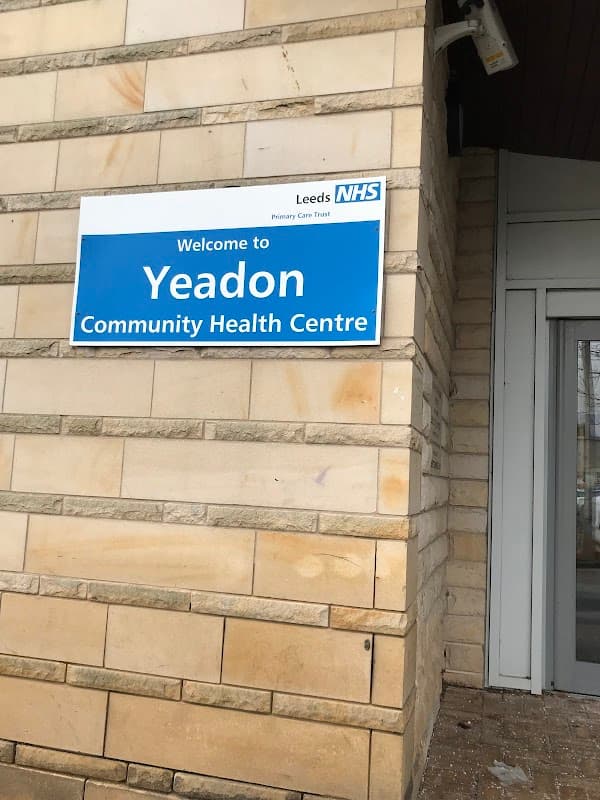 Leeds NHS
Primary Care Trust
Welcome to
Yeadon
Community Health Centre